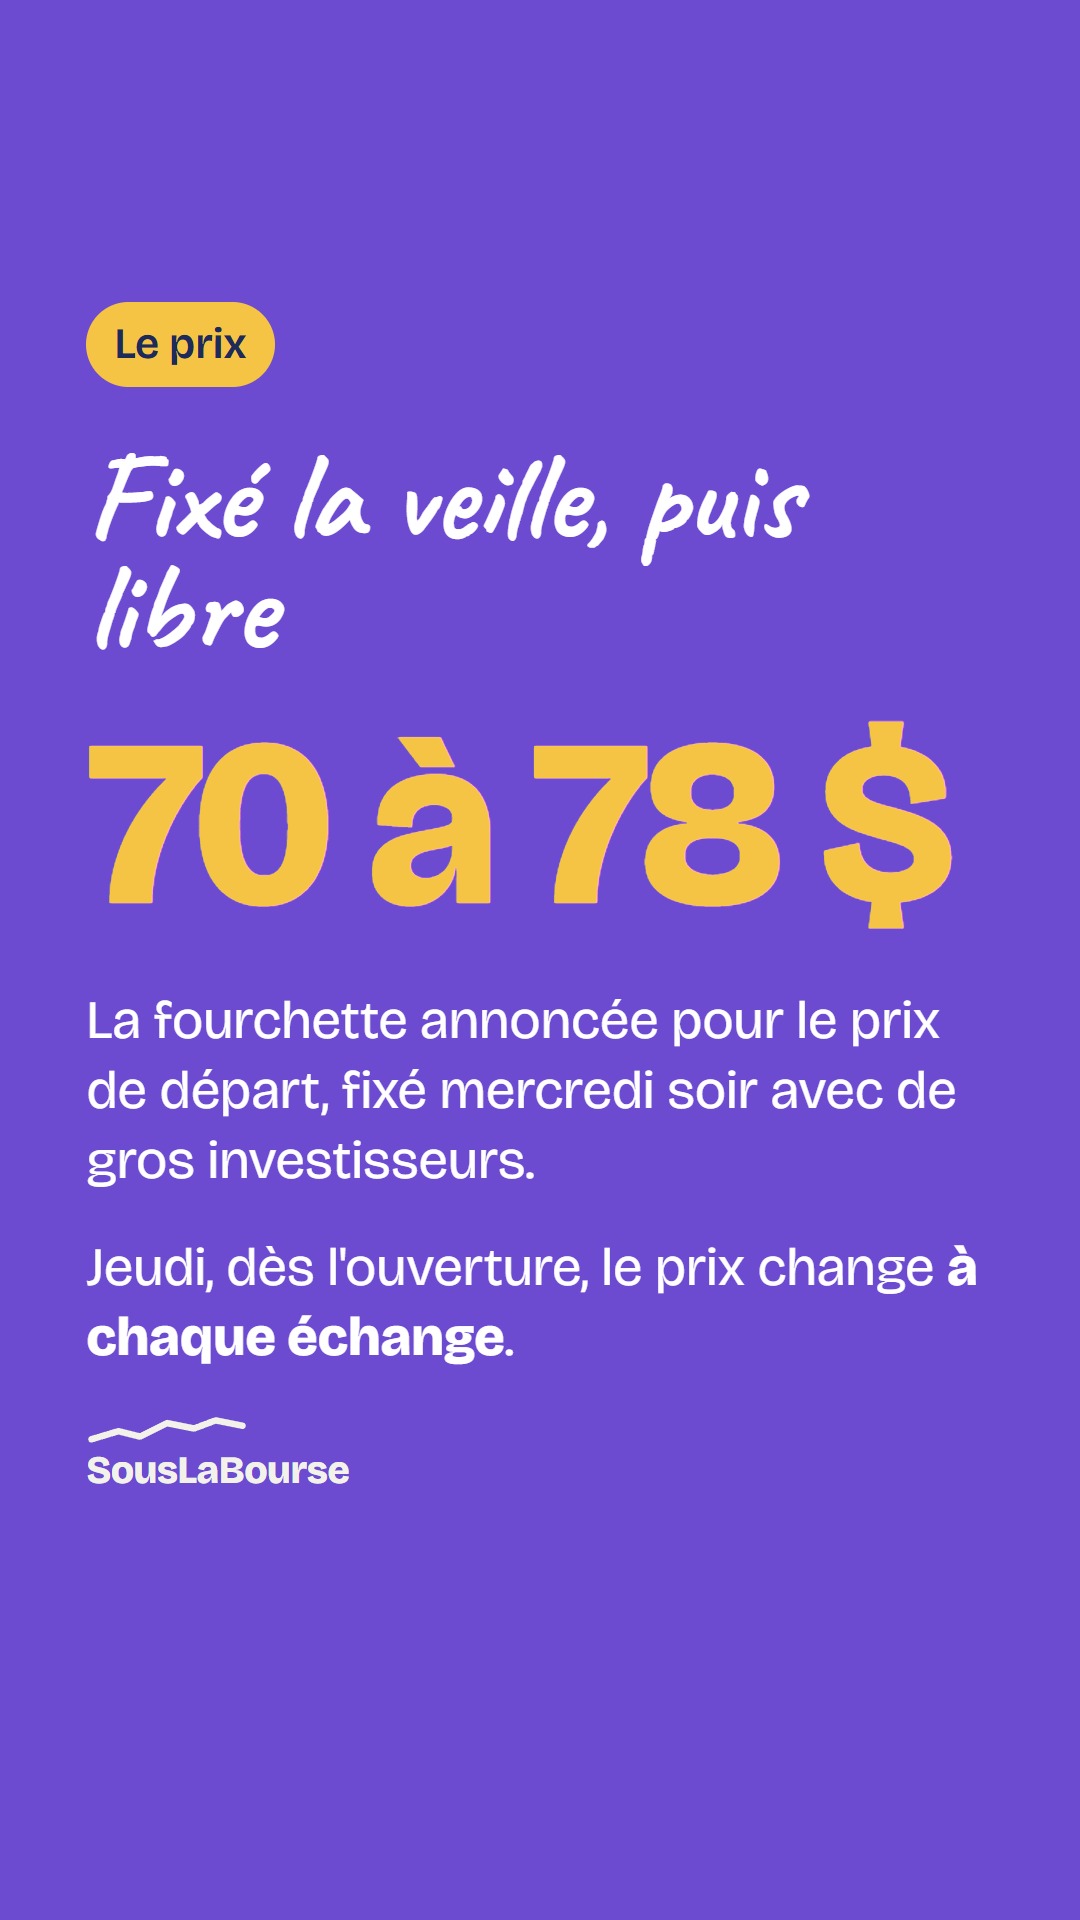 Le prix
Fixé la veille, puis
libre
70 à 78 $
La fourchette annoncée pour le prix
de départ, fixé mercredi soir avec de
gros investisseurs.
Jeudi, dès l'ouverture, le prix change à
chaque échange.
SousLaBourse